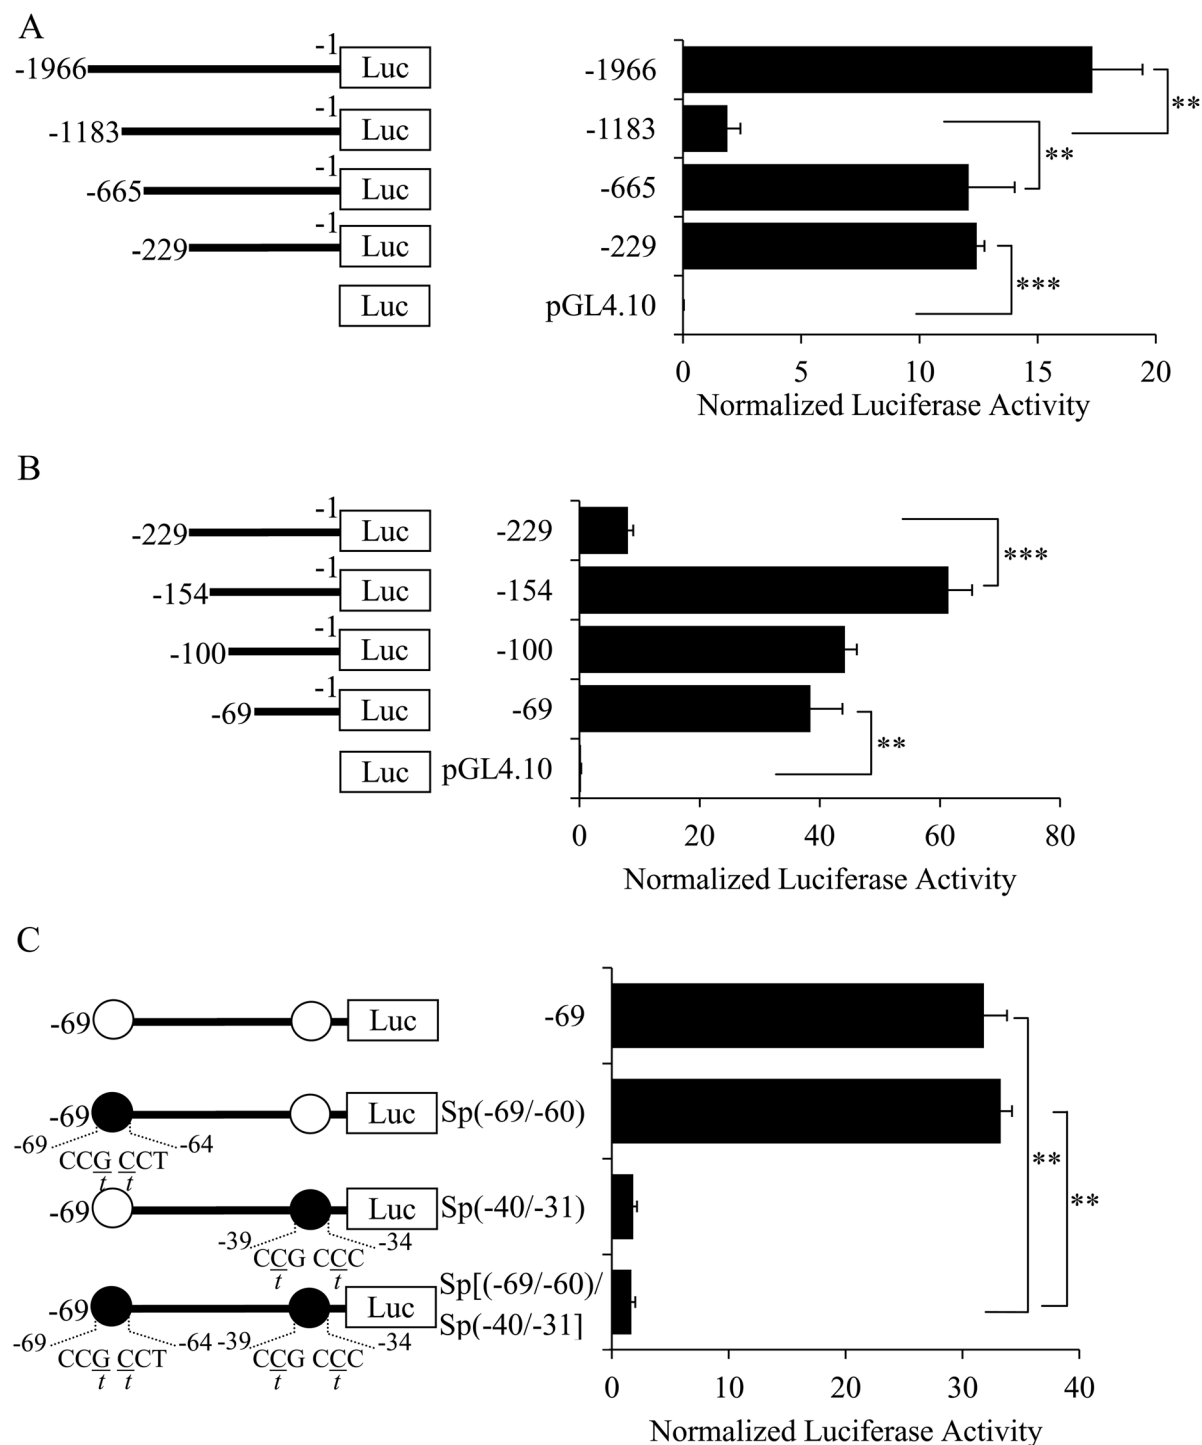 A
-1966 -1 Luc -1966
-1183 -1 Luc -1183 **
-665 -1 Luc -665 **
-229 -1 Luc -229
Luc pGL4.10 ***
0 5 10 15 20
Normalized Luciferase Activity
B
-229 -1 Luc -229
-154 -1 Luc -154 ***
-100 -1 Luc -100
-69 -1 Luc -69
Luc pGL4.10 **
0 20 40 60 80
Normalized Luciferase Activity
C
-69 Luc -69
-69 Luc Sp(-69/-60)
-69 -64
CCG CCT **
t t
-69 Luc Sp(-40/-31) **
-39 -34
CCG CCC
t t
-69 Luc Sp[(-69/-60)/
Sp(-40/-31]
-69 -64 -39 -34
CCG CCT CCG CCC
t t t t
0 10 20 30 40
Normalized Luciferase Activity